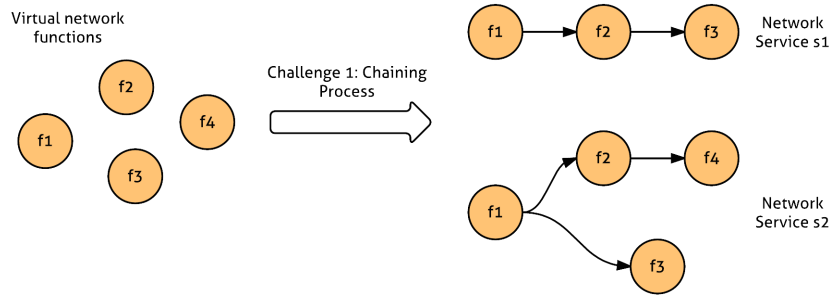 Virtual network
functions
f2
f4
f1
f3
Challenge 1: Chaining
Process
f1
f2
f3
Network
Service s1
f2
f4
f1
f3
Network
Service s2